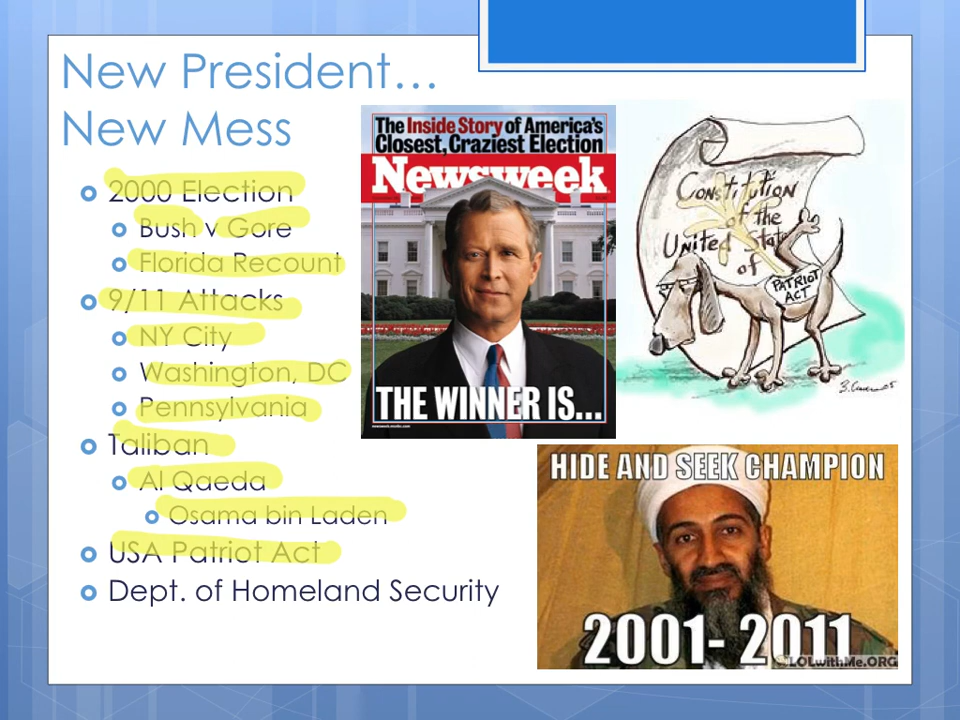 New President…
New Mess
2000 Election
Bush v Gore
Florida Recount
9/11 Attacks
NY City
Washington, DC
Pennsylvania
Taliban
Al Qaeda
Osama bin Laden
USA Patriot Act
Dept. of Homeland Security
The Inside Story of America's
Closest, Craziest Election
Newsweek
THE WINNER IS...
Constitution
of the
United States
of
PATRIOT
ACT
HIDE AND SEEK CHAMPION
2001- 2011
LOLwithMe.ORG